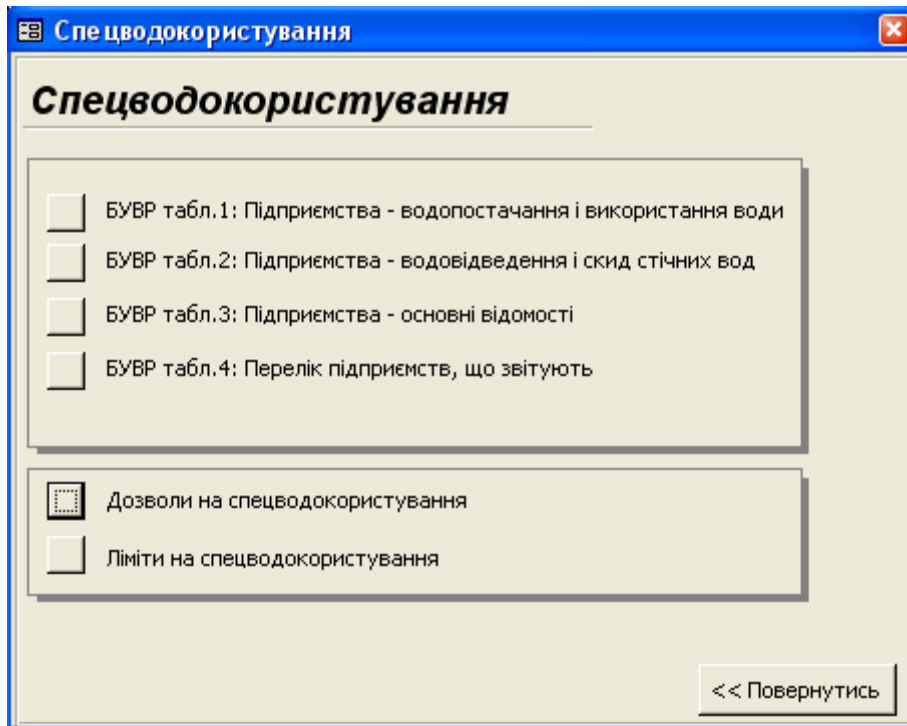 Спецводокористування
Спецводокористування
БУВР табл.1: Підприємства - водопостачання і використання води
БУВР табл.2: Підприємства - водовідведення і скид стічних вод
БУВР табл.3: Підприємства - основні відомості
БУВР табл.4: Перелік підприємств, що звітують
Дозволи на спецводокористування
Ліміти на спецводокористування
<< Повернутись